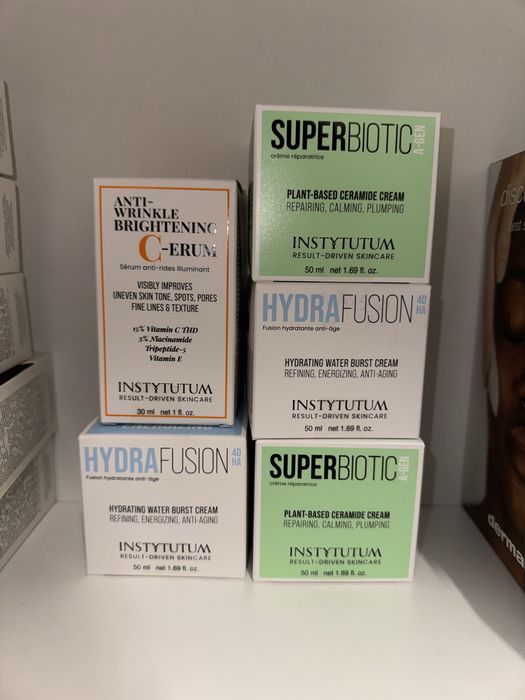 ANTI-
WRINKLE
BRIGHTENING
C-ERUM
Sérum anti-rides illuminant
VISIBLY IMPROVES
UNEVEN SKIN TONE, SPOTS, PORES
FINE LINES & TEXTURE
15% Vitamin C THD
3% Niacinamide
Tripeptide-5
Vitamin E
INSTYTUTUM
RESULT-DRIVEN SKINCARE
30 ml net 1 fl. oz.
ENERGIZING
HYDRAFUSION 4D
HA
Fusion hydratante anti-âge
HYDRATING WATER BURST CREAM
REFINING, ENERGIZING, ANTI-AGING
INSTYTUTUM
RESULT-DRIVEN SKINCARE
50 ml net 1.69 fl. oz.
SUPERBIOTIC A-GEN
crème réparatrice
PLANT-BASED CERAMIDE CREAM
REPAIRING, CALMING, PLUMPING
INSTYTUTUM
RESULT-DRIVEN SKINCARE
50 ml net 1.69 fl. oz.
HYDRAFUSION 4D
HA
Fusion hydratante anti-âge
HYDRATING WATER BURST CREAM
REFINING, ENERGIZING, ANTI-AGING
INSTYTUTUM
RESULT-DRIVEN SKINCARE
50 ml net 1.69 fl. oz.
SUPERBIOTIC A-GEN
crème réparatrice
PLANT-BASED CERAMIDE CREAM
REPAIRING, CALMING, PLUMPING
INSTYTUTUM
RESULT-DRIVEN SKINCARE
50 ml net 1.69 fl. oz.
best
derma